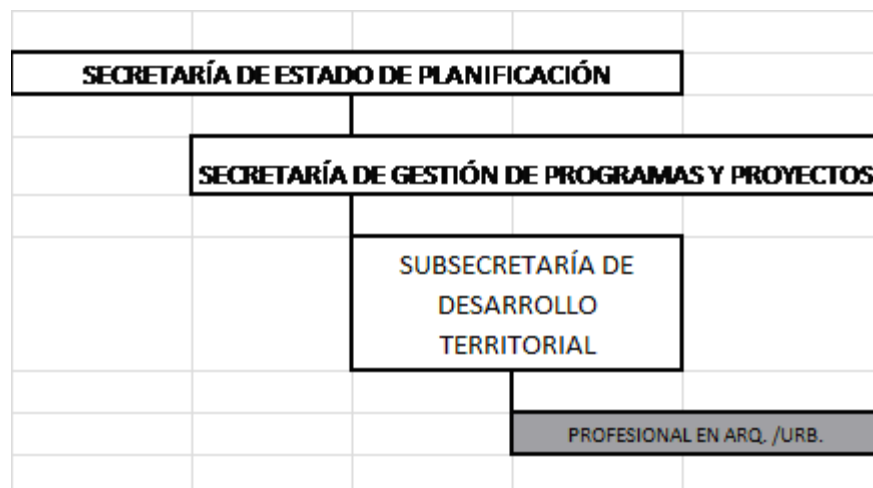 SECRETARÍA DE ESTADO DE PLANIFICACIÓN
SECRETARÍA DE GESTIÓN DE PROGRAMAS Y PROYECTOS
SUBSECRETARÍA DE
DESARROLLO
TERRITORIAL
PROFESIONAL EN ARQ. /URB.